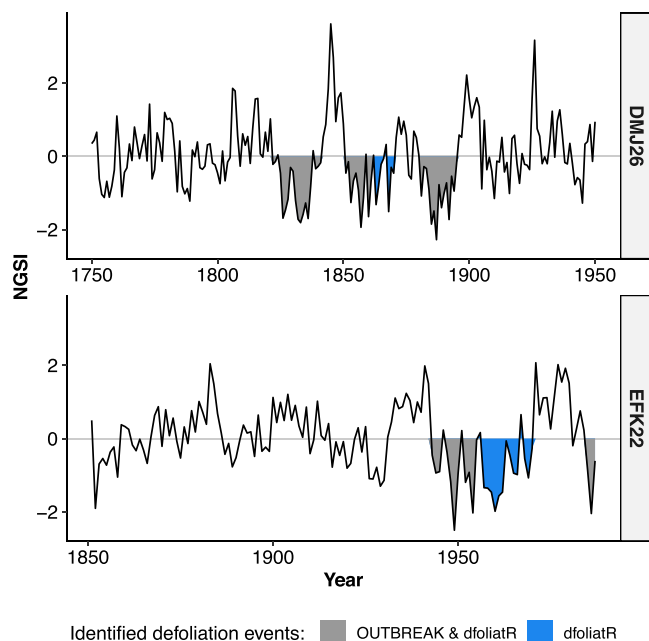 2
0
−2
1750 1800 1850 1900 1950
DMJ26
NGSI
2
0
−2
1850 1900 1950
EFK22
Year
Identified defoliation events: OUTBREAK & dfoliatR dfoliatR